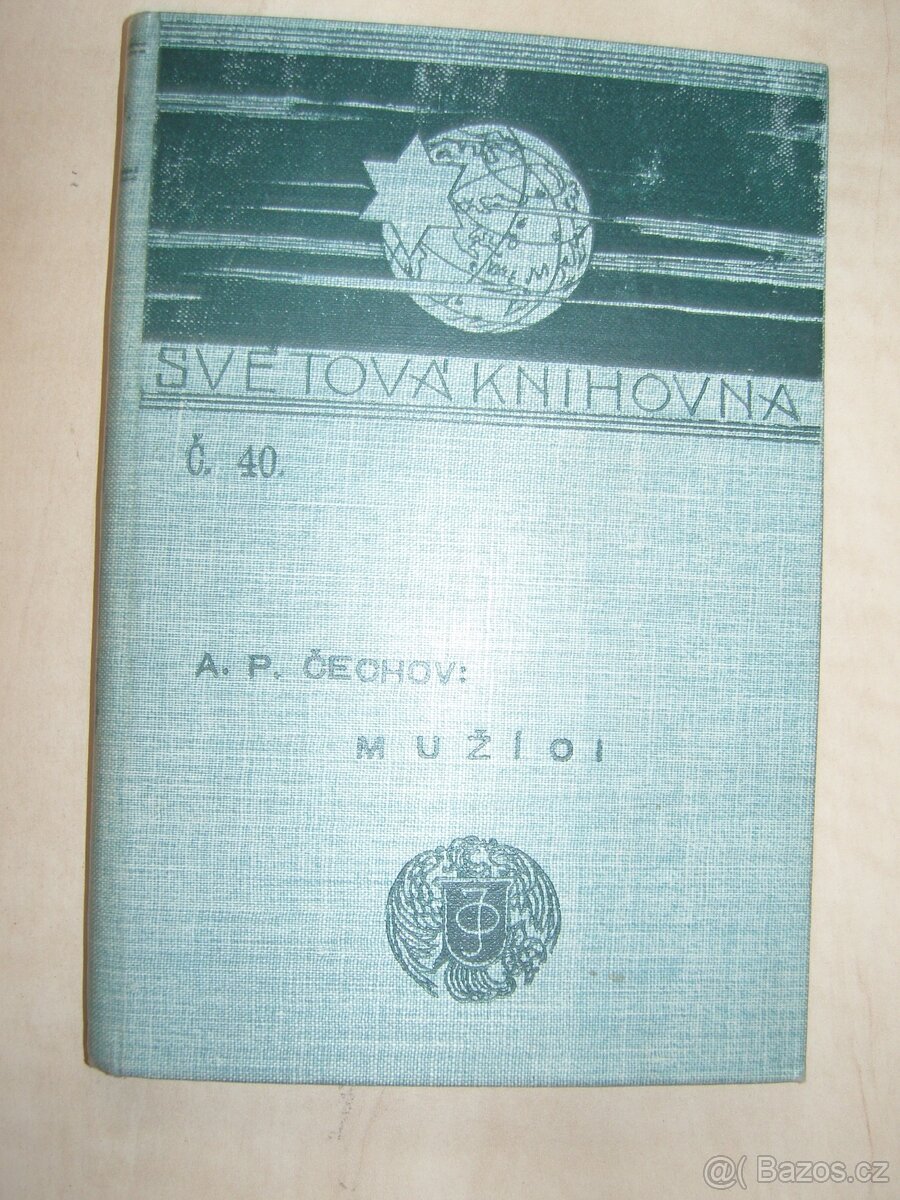 SVĚTOVÁ KNIHOVNA
Č. 40.
A. P. ČECHOV:
MUŽÍCI
@( Bazos.cz